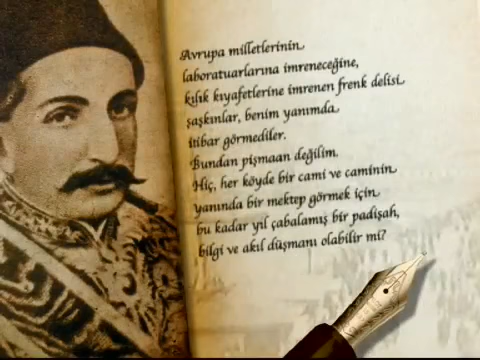 Avrupa milletlerinin
laboratuarlarına imreneceğine,
kılık kıyafetlerine imrenen frenk delisi
şaşkınlar, benim yanımda
itibar görmediler.
Bundan pişmaan değilim.
Hiç, her köyde bir cami ve caminin
yanında bir mektep görmek için
bu kadar yıl çabalamış bir padişah,
bilgi ve akıl düşmanı olabilir mi?